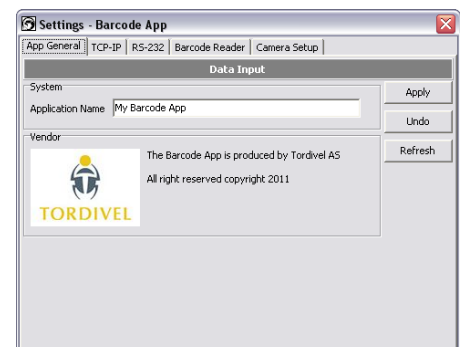 Settings - Barcode App
App General TCP-IP RS-232 Barcode Reader Camera Setup
Data Input
System
Application Name My Barcode App
Apply
Undo
Refresh
Vendor
The Barcode App is produced by Tordivel AS
All right reserved copyright 2011
TORDIVEL